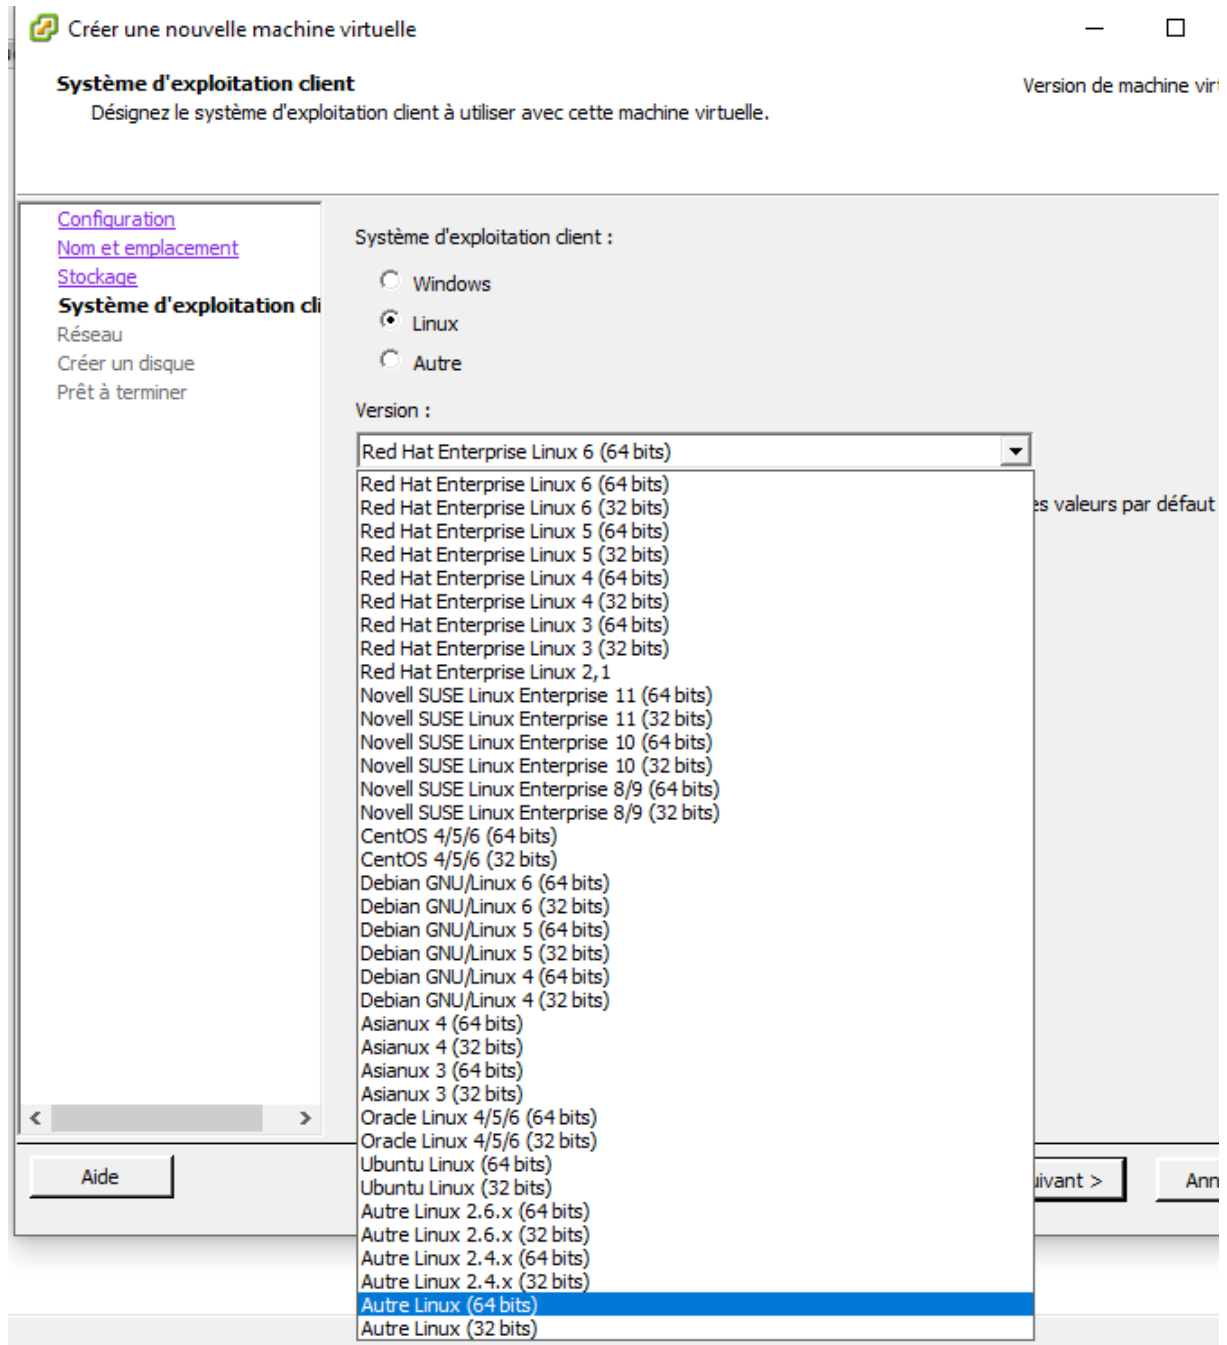 Créer une nouvelle machine virtuelle
Système d'exploitation client
Version de machine
Désignez le système d'exploitation client à utiliser avec cette machine virtuelle.
Configuration
Nom et emplacement
Stockage
Système d'exploitation
Réseau
Créer un disque
Prêt à terminer
Système d'exploitation client :
Windows
Linux
Autre
Version :
Red Hat Enterprise Linux 6 (64 bits)
Red Hat Enterprise Linux 6 (64 bits)
Red Hat Enterprise Linux 6 (32 bits)
valeurs par défaut
Red Hat Enterprise Linux 5 (64 bits)
Red Hat Enterprise Linux 5 (32 bits)
Red Hat Enterprise Linux 4 (64 bits)
Red Hat Enterprise Linux 4 (32 bits)
Red Hat Enterprise Linux 3 (64 bits)
Red Hat Enterprise Linux 3 (32 bits)
Red Hat Enterprise Linux 2,1
Novell SUSE Linux Enterprise 11 (64 bits)
Novell SUSE Linux Enterprise 11 (32 bits)
Novell SUSE Linux Enterprise 10 (64 bits)
Novell SUSE Linux Enterprise 10 (32 bits)
Novell SUSE Linux Enterprise 8/9 (64 bits)
Novell SUSE Linux Enterprise 8/9 (32 bits)
CentOS 4/5/6 (64 bits)
CentOS 4/5/6 (32 bits)
Debian GNU/Linux 6 (64 bits)
Debian GNU/Linux 6 (32 bits)
Debian GNU/Linux 5 (64 bits)
Debian GNU/Linux 5 (32 bits)
Debian GNU/Linux 4 (64 bits)
Debian GNU/Linux 4 (32 bits)
Asianux 4 (64 bits)
Asianux 4 (32 bits)
Asianux 3 (64 bits)
Asianux 3 (32 bits)
Oracle Linux 4/5/6 (64 bits)
Oracle Linux 4/5/6 (32 bits)
Ubuntu Linux (64 bits)
Ubuntu Linux (32 bits)
Autre Linux 2.6.x (64 bits)
Autre Linux 2.6.x (32 bits)
Autre Linux 2.4.x (64 bits)
Autre Linux 2.4.x (32 bits)
Autre Linux (64 bits)
Autre Linux (32 bits)
Aide